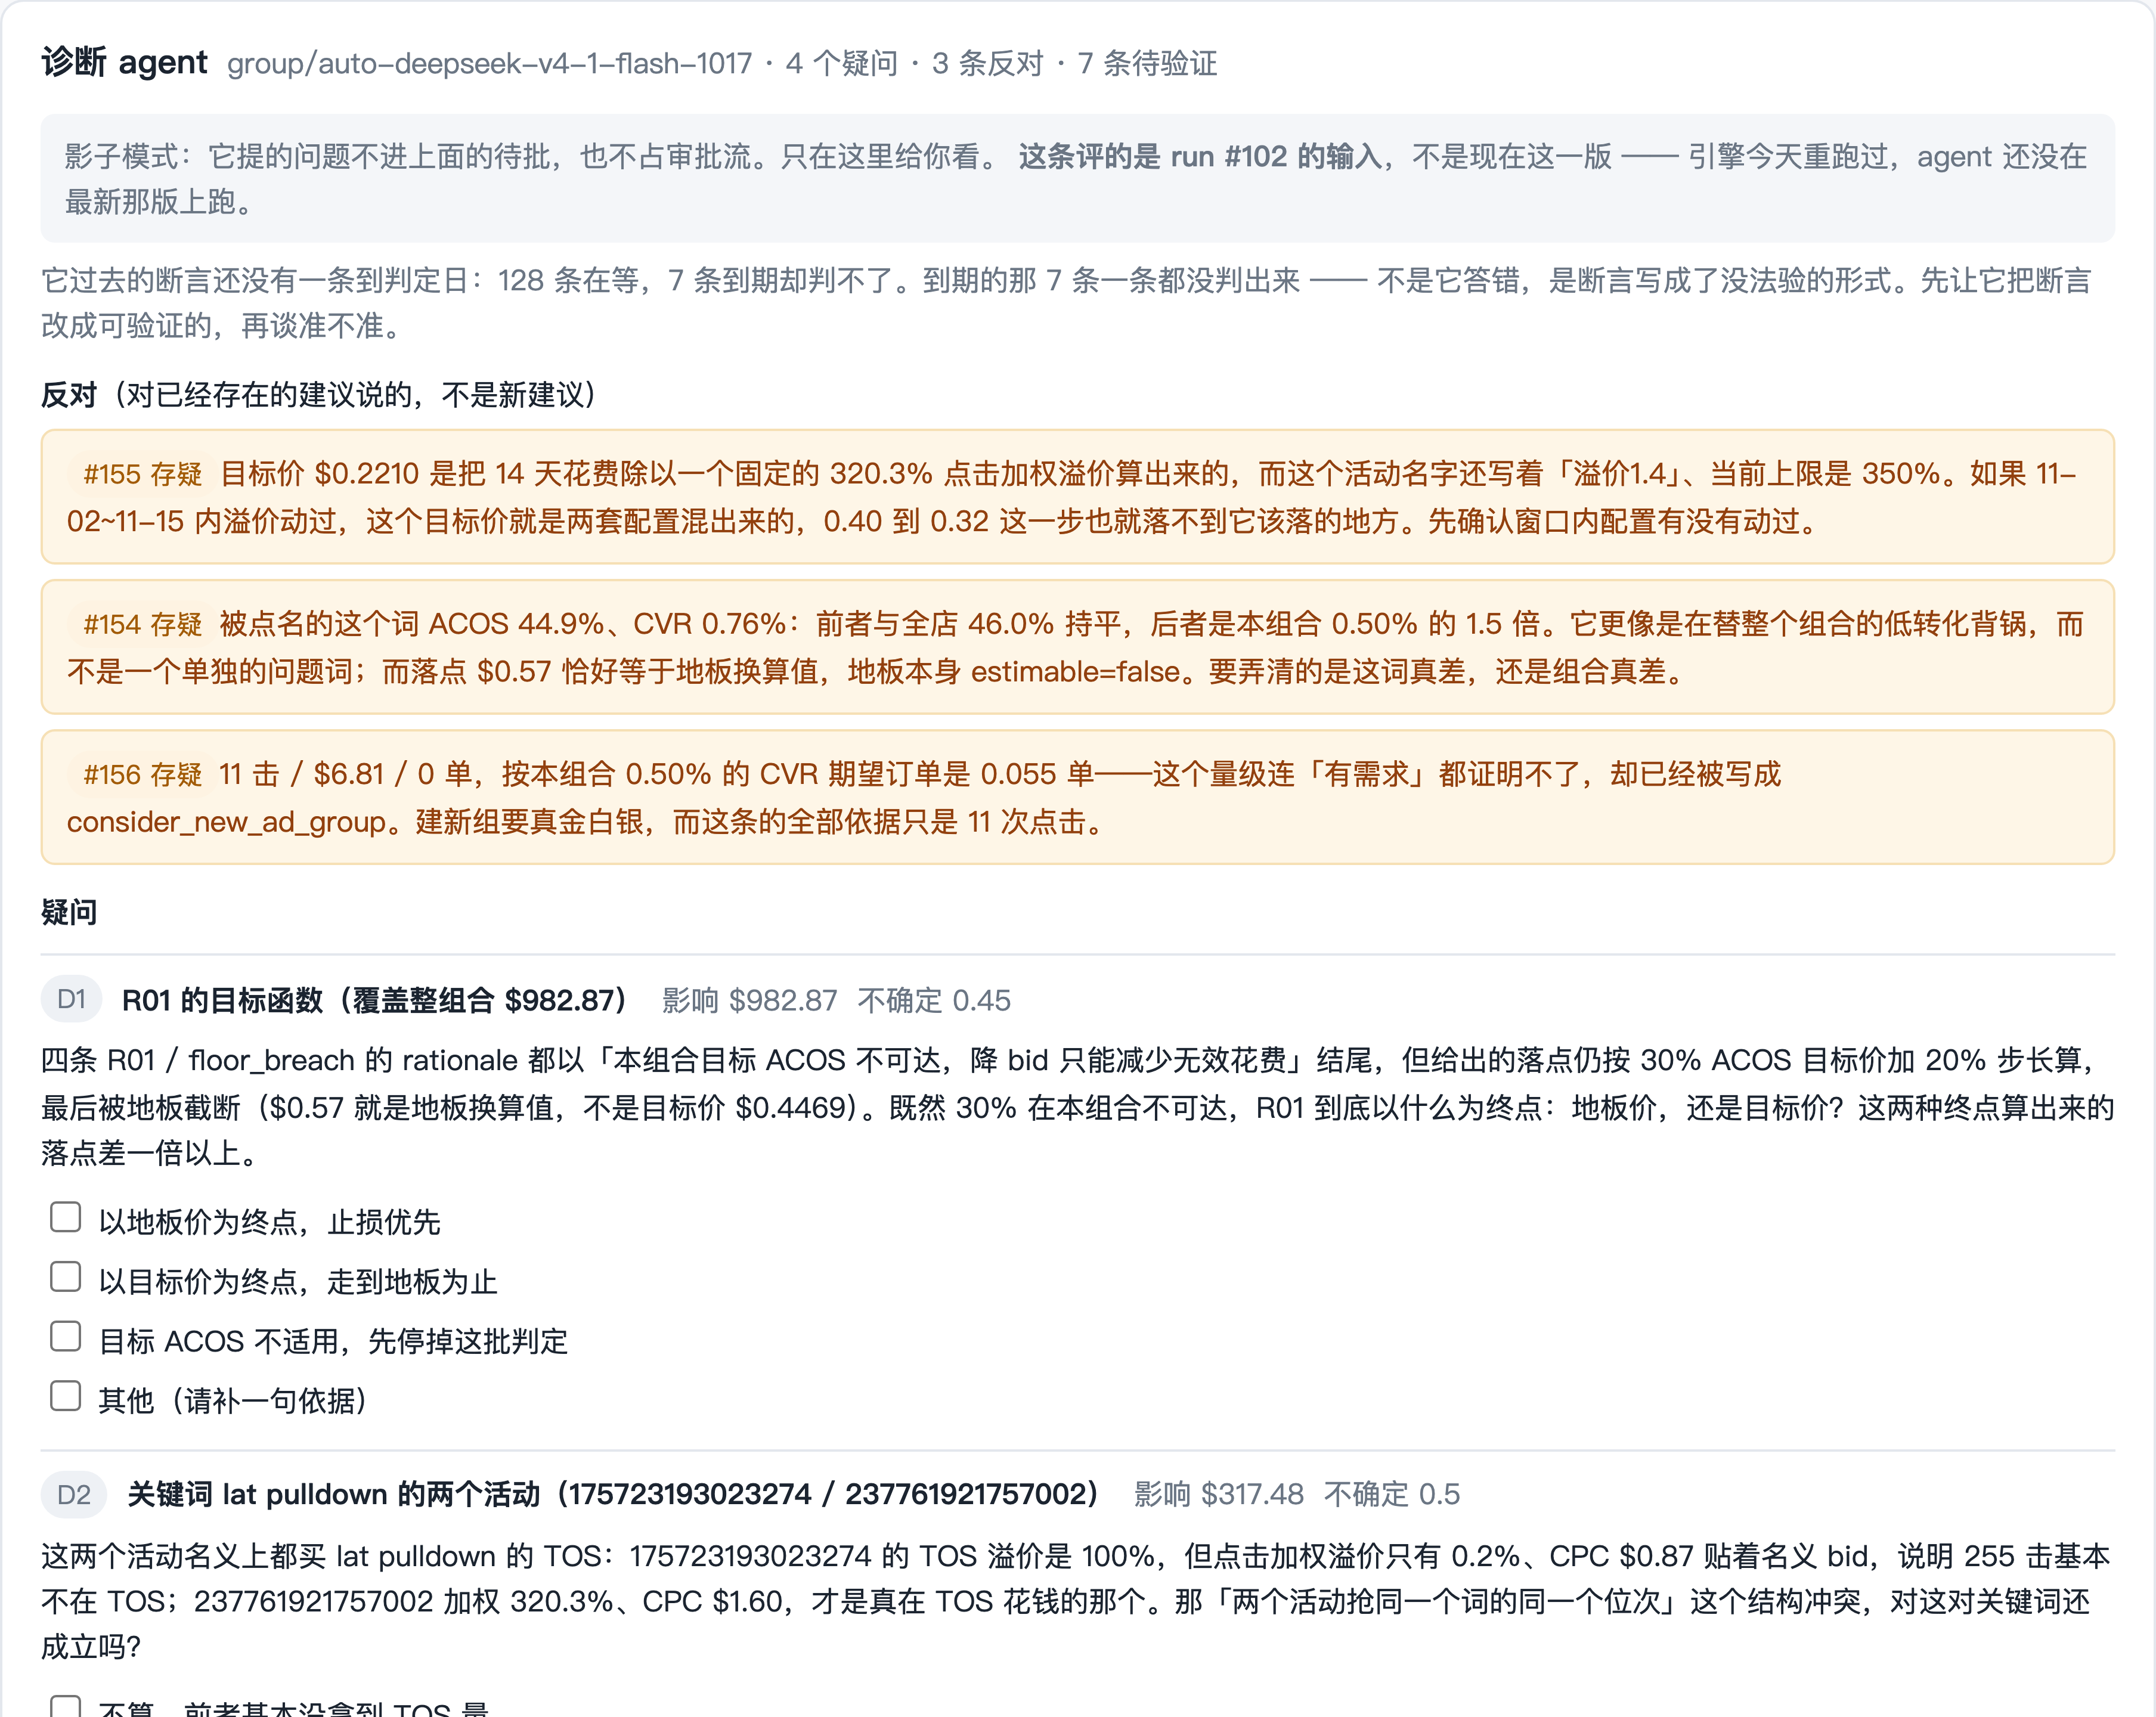 诊断 agent group/auto-deepseek-v4-1-flash-1017 · 4 个疑问 · 3 条反对 · 7 条待验证
影子模式：它提的问题不进上面的待批，也不占审批流。只在这里给你看。 这条评的是 run #102 的输入，不是现在这一版 —— 引擎今天重跑过，agent 还没在
最新那版上跑。
它过去的断言还没有一条到判定日：128 条在等，7 条到期却判不了。到期的那 7 条一条都没判出来 —— 不是它答错，是断言写成了没法验的形式。先让它把断言
改成可验证的，再谈准不准。
反对（对已经存在的建议说的，不是新建议）
#155 存疑 目标价 $0.2210 是把 14 天花费除以一个固定的 320.3% 点击加权溢价算出来的，而这个活动名字还写着「溢价1.4」、当前上限是 350%。如果 11-
02~11-15 内溢价动过，这个目标价就是两套配置混出来的，0.40 到 0.32 这一步也就落不到它该落的地方。先确认窗口内配置有没有动过。
#154 存疑 被点名的这个词 ACOS 44.9%、CVR 0.76%：前者与全店 46.0% 持平，后者是本组合 0.50% 的 1.5 倍。它更像是在替整个组合的低转化背锅，而
不是一个单独的问题词；而落点 $0.57 恰好等于地板换算值，地板本身 estimable=false。要弄清的是这词真差，还是组合真差。
#156 存疑 11 击 / $6.81 / 0 单，按本组合 0.50% 的 CVR 期望订单是 0.055 单——这个量级连「有需求」都证明不了，却已经被写成
consider_new_ad_group。建新组要真金白银，而这条的全部依据只是 11 次点击。
疑问
D1 R01 的目标函数（覆盖整组合 $982.87） 影响 $982.87 不确定 0.45
四条 R01 / floor_breach 的 rationale 都以「本组合目标 ACOS 不可达，降 bid 只能减少无效花费」结尾，但给出的落点仍按 30% ACOS 目标价加 20% 步长算，
最后被地板截断（$0.57 就是地板换算值，不是目标价 $0.4469）。既然 30% 在本组合不可达，R01 到底以什么为终点：地板价，还是目标价？这两种终点算出来的
落点差一倍以上。
以地板价为终点，止损优先
以目标价为终点，走到地板为止
目标 ACOS 不适用，先停掉这批判定
其他（请补一句依据）
D2 关键词 lat pulldown 的两个活动（175723193023274 / 237761921757002） 影响 $317.48 不确定 0.5
这两个活动名义上都买 lat pulldown 的 TOS：175723193023274 的 TOS 溢价是 100%，但点击加权溢价只有 0.2%、CPC $0.87 贴着名义 bid，说明 255 击基本
不在 TOS；237761921757002 加权 320.3%、CPC $1.60，才是真在 TOS 花钱的那个。那「两个活动抢同一个词的同一个位次」这个结构冲突，对这对关键词还
成立吗？
不算，前者基本没拿到 TOS 量